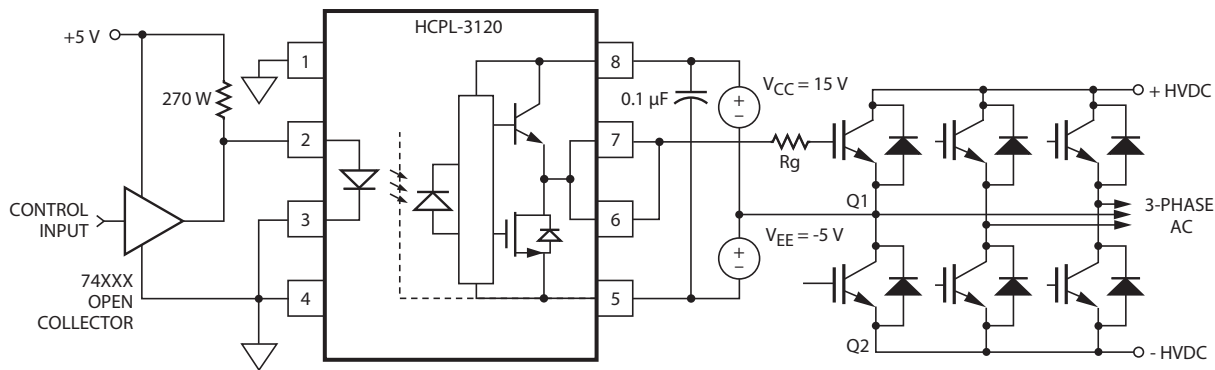 HCPL-3120
+5 V
270 W
CONTROL
INPUT
74XXX
OPEN
COLLECTOR
1
2
3
4
8
7
6
5
0.1 µF
VCC = 15 V
+
−
VEE = -5 V
+
−
Rg
Q1
Q2
+ HVDC
3-PHASE
AC
- HVDC